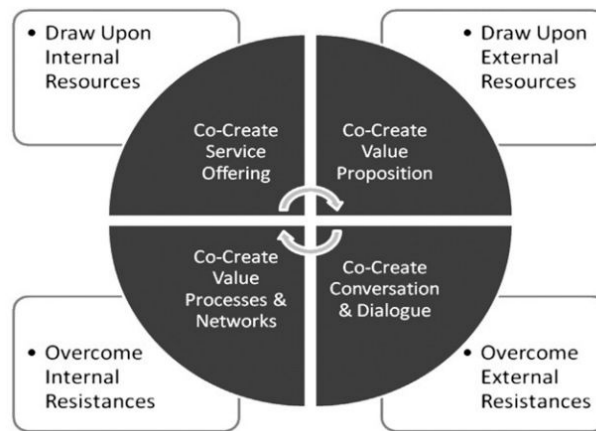 • Draw Upon
Internal
Resources
• Draw Upon
External
Resources
Co-Create
Service
Offering
Co-Create
Value
Proposition
Co-Create
Value
Processes &
Networks
Co-Create
Conversation
& Dialogue
• Overcome
Internal
Resistances
• Overcome
External
Resistances